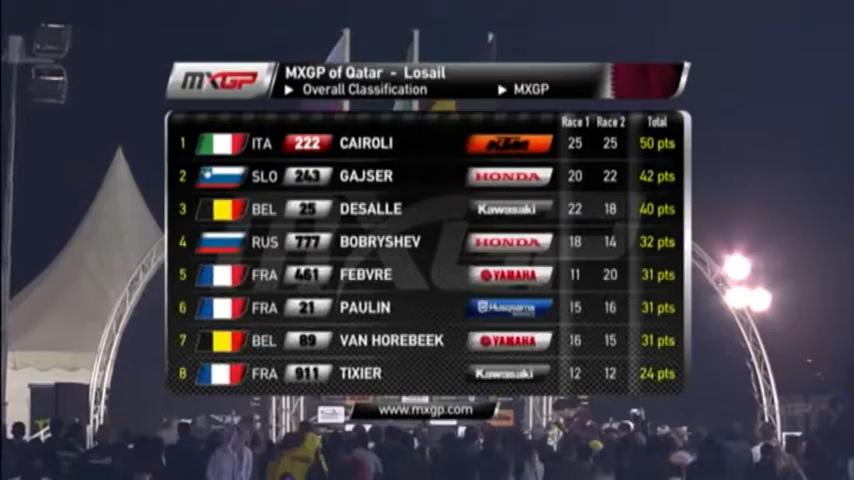 MXGP MXGP of Qatar - Losail
Overall Classification MXGP
Race 1 Race 2 Total
1 ITA 222 CAIROLI KTM 25 25 50 pts
2 SLO 243 GAJSER HONDA 20 22 42 pts
3 BEL 25 DESALLE Kawasaki 22 18 40 pts
4 RUS 777 BOBRYSHEV HONDA 18 14 32 pts
5 FRA 461 FEBVRE YAMAHA 11 20 31 pts
6 FRA 21 PAULIN Husqvarna 15 16 31 pts
7 BEL 89 VAN HOREBEEK YAMAHA 16 15 31 pts
8 FRA 911 TIXIER Kawasaki 12 12 24 pts
www.mxgp.com